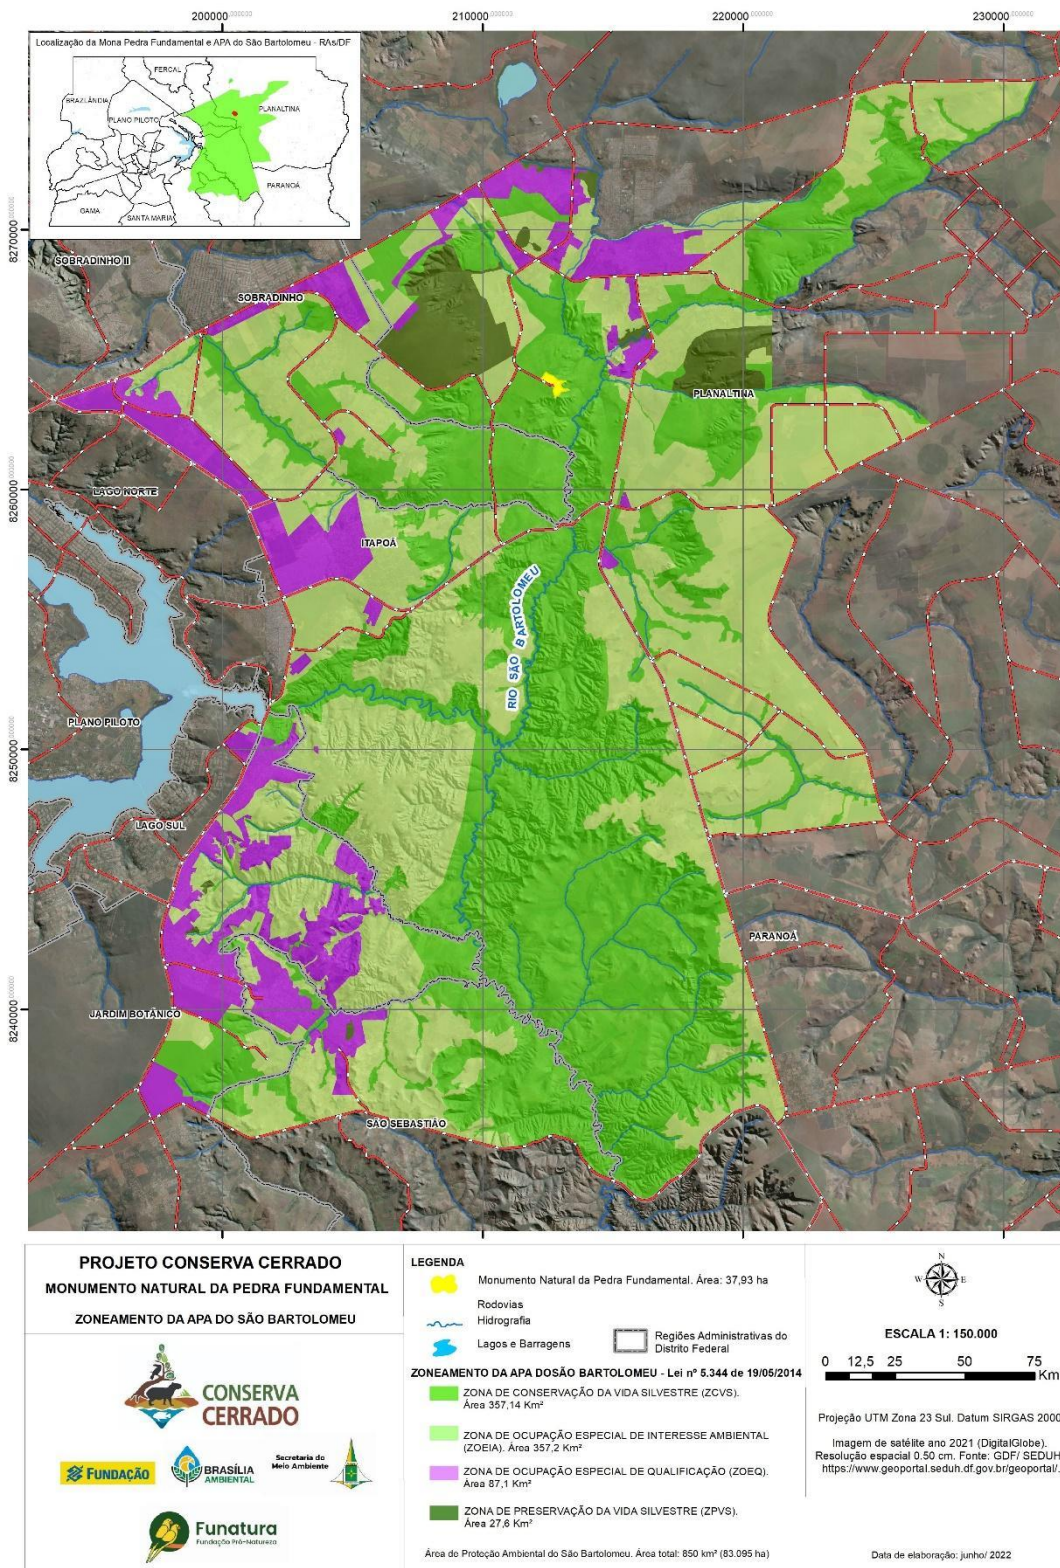 200000
210000
220000
230000
Localização da Mona Pedra Fundamental e APA do São Bartolomeu - RAs/DF
FERCAL
BRAZLÂNDIA
PLANO PILOTO
PLANALTINA
PARANOÁ
GAMA
SANTA MARIA
8270000
SOBRADINHO II
SOBRADINHO
PLANALTINA
8260000
LAGO NORTE
ITAPOÃ
RIO SÃO BARTOLOMEU
PLANO PILOTO
8250000
LAGO SUL
PARANOÁ
8240000
JARDIM BOTÂNICO
SAO SEBASTIÃO
PROJETO CONSERVA CERRADO
MONUMENTO NATURAL DA PEDRA FUNDAMENTAL
ZONEAMENTO DA APA DO SÃO BARTOLOMEU
CONSERVA
CERRADO
FUNDAÇÃO
BRASÍLIA
AMBIENTAL
Secretaria do
Meio Ambiente
Funatura
Fundação Pró-Natureza
LEGENDA
Monumento Natural da Pedra Fundamental. Área: 37,93 ha
Rodovias
Hidrografia
Lagos e Barragens
Regiões Administrativas do
Distrito Federal
ZONEAMENTO DA APA DOSÃO BARTOLOMEU - Lei nº 5.344 de 19/05/2014
ZONA DE CONSERVAÇÃO DA VIDA SILVESTRE (ZCVS).
Área 357,14 Km²
ZONA DE OCUPAÇÃO ESPECIAL DE INTERESSE AMBIENTAL
(ZOEIA). Área 357,2 Km²
ZONA DE OCUPAÇÃO ESPECIAL DE QUALIFICAÇÃO (ZOEQ).
Área 87,1 Km²
ZONA DE PRESERVAÇÃO DA VIDA SILVESTRE (ZPVS).
Área 27,6 Km²
Área de Proteção Ambiental do São Bartolomeu. Área total: 850 km² (83.095 ha)
N
W E
S
ESCALA 1: 150.000
0 12,5 25 50 75
Km
Projeção UTM Zona 23 Sul. Datum SIRGAS 2000
Imagem de satélite ano 2021 (DigitalGlobe).
Resolução espacial 0.50 cm. Fonte: GDF/ SEDUH
https://www.geoportal.seduh.df.gov.br/geoportal/.
Data de elaboração: junho/ 2022